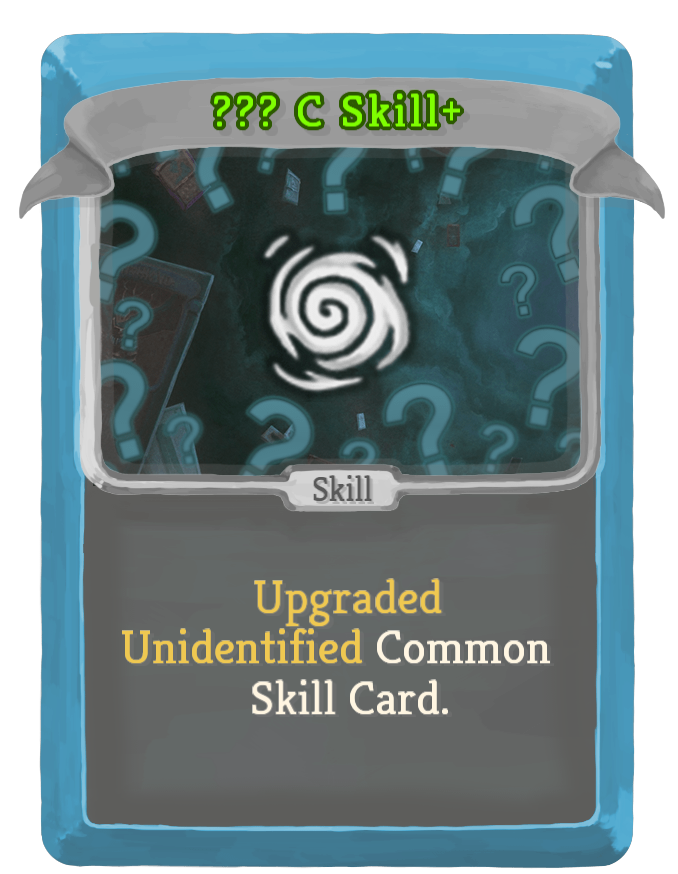 ??? C Skill+
Skill
Upgraded
Unidentified Common
Skill Card.